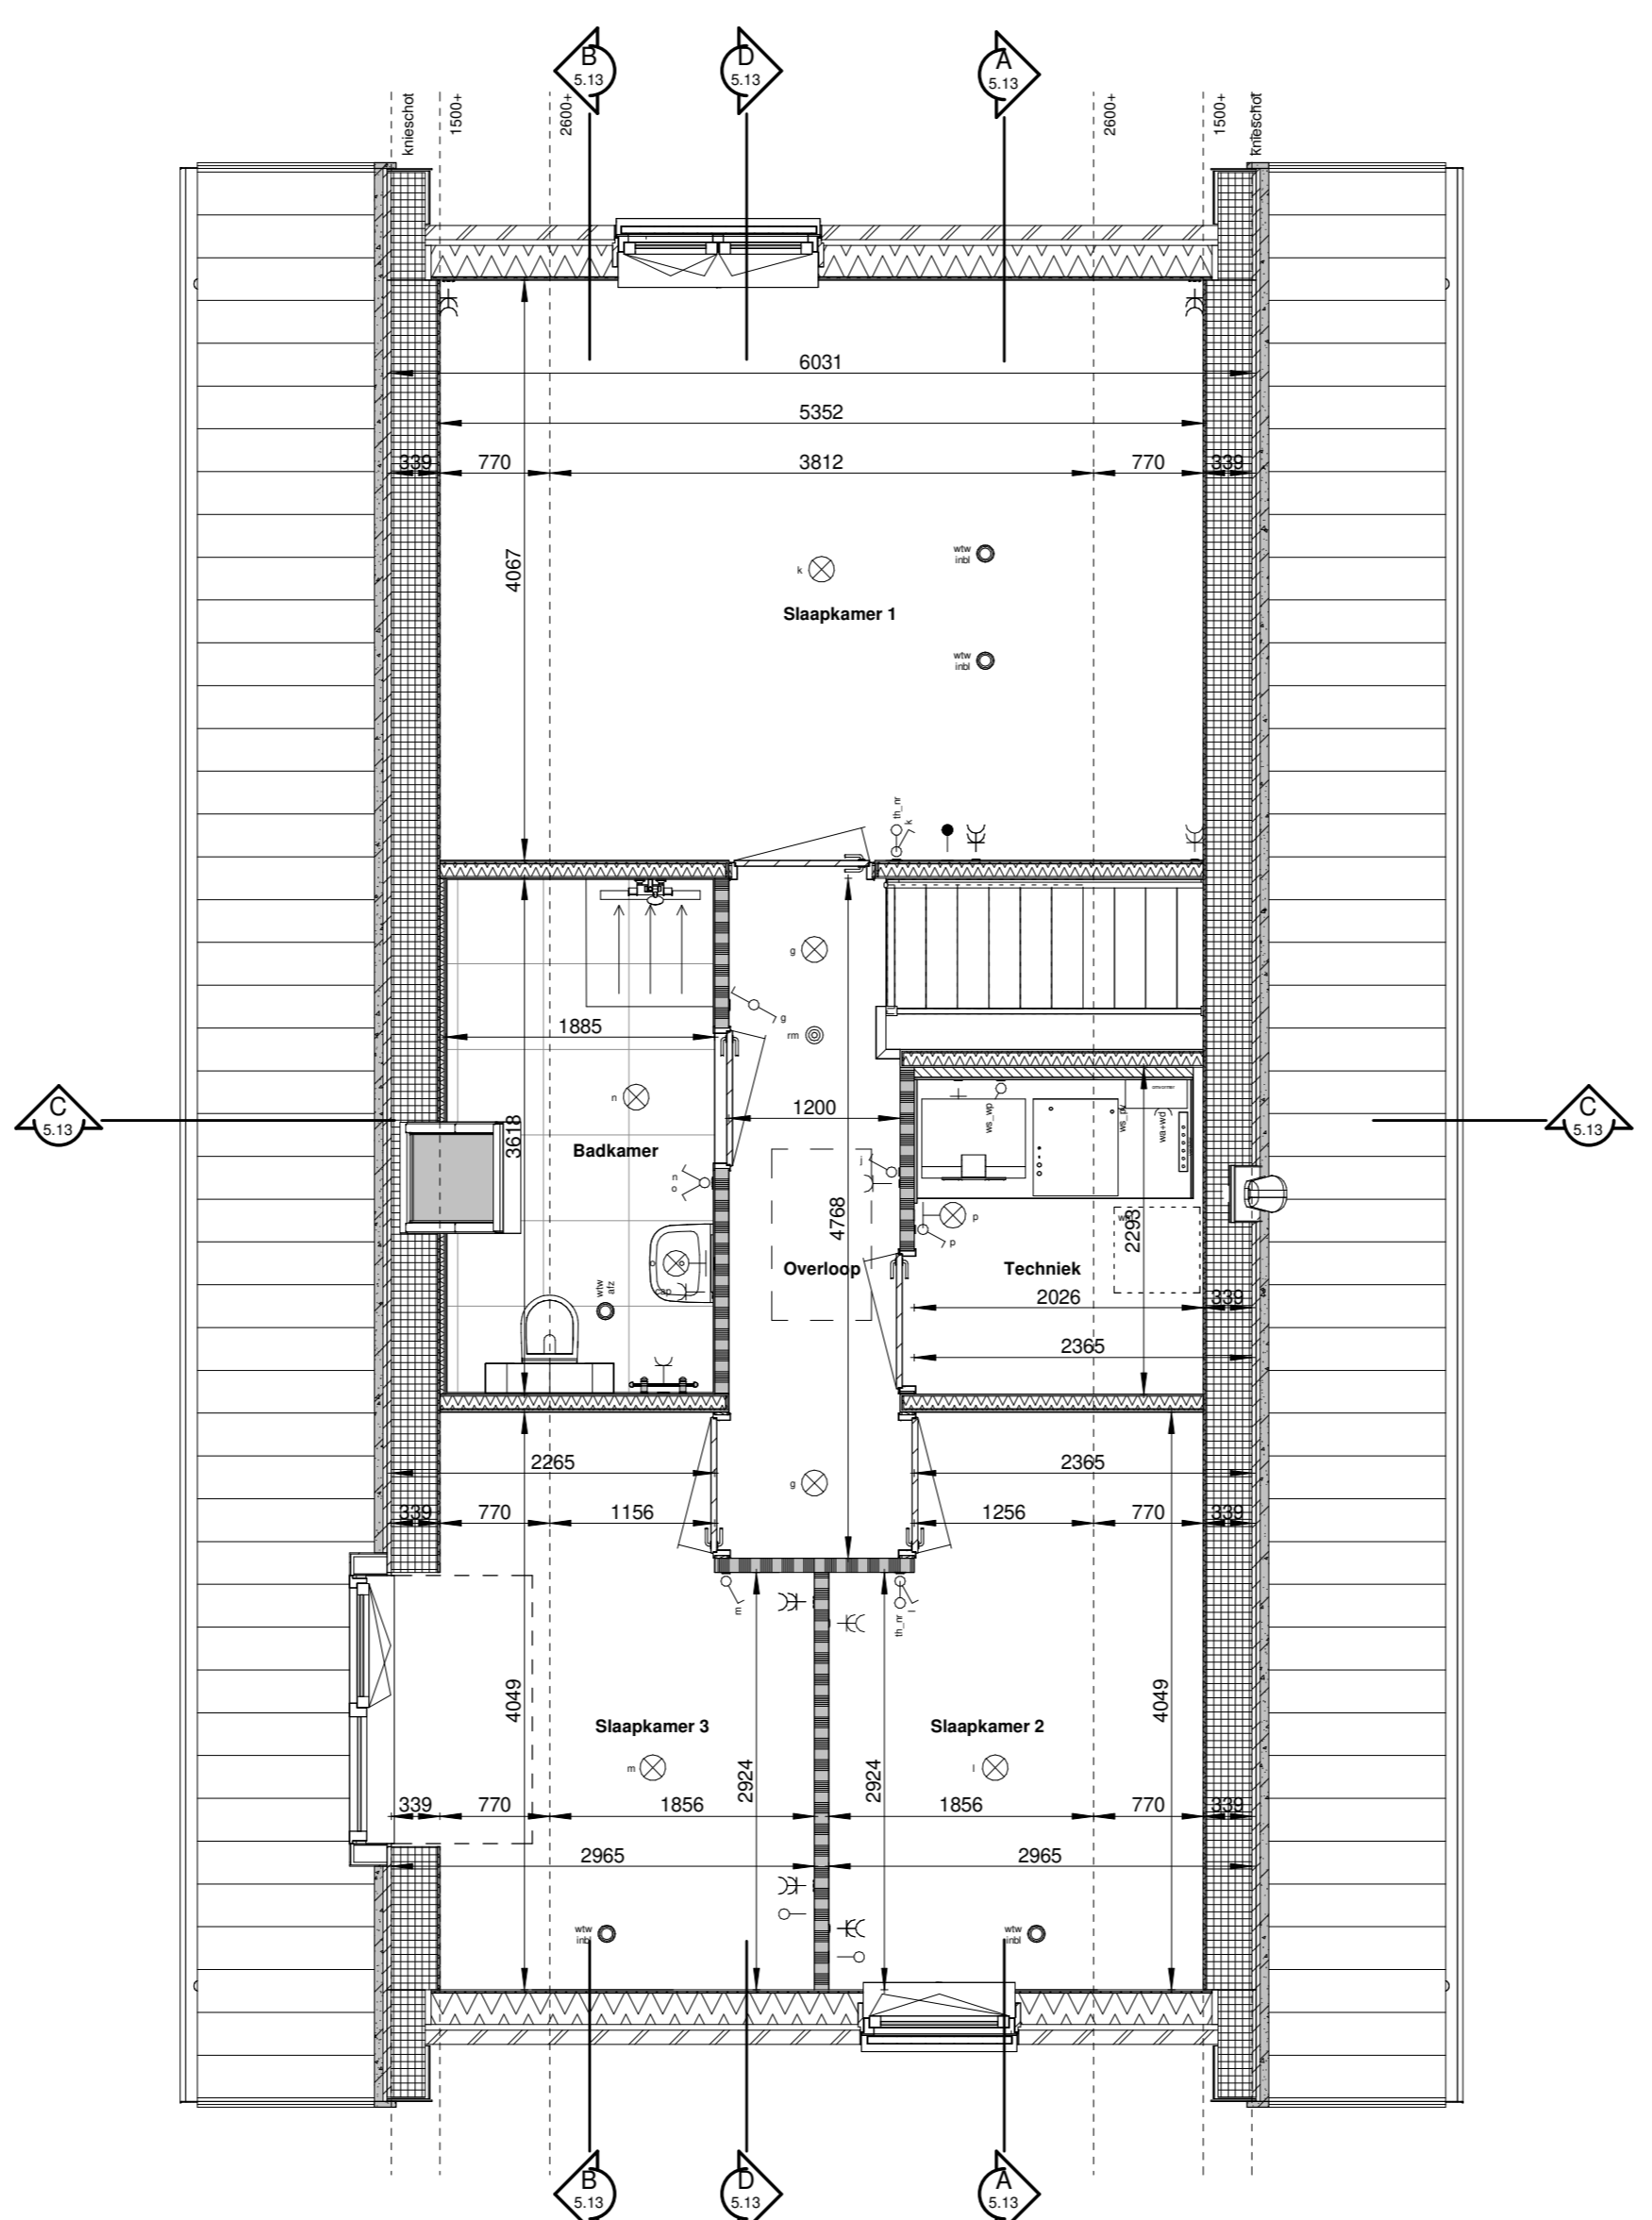 B
5.13
D
5.13
A
5.13
knieschot
1500+
2600+
2600+
1500+
knieschot
6031
5352
339
770
3812
770
339
4067
k
wtw
inbl
Slaapkamer 1
wtw
inbl
th_nr
k
g
g
1885
rm
n
1200
ws_wp
ws_pv
wa+wd
C
5.13
C
5.13
3618
Badkamer
n
o
j
4768
p
p
2293
Overloop
Techniek
wtw
afz
cap
2026
339
2365
2265
2365
g
339
770
1156
1256
770
339
m
th_nr
l
4049
Slaapkamer 3
Slaapkamer 2
4049
m
l
2924
2924
339
770
1856
1856
770
339
2965
2965
wtw
inbl
wtw
inbl
B
5.13
D
5.13
A
5.13